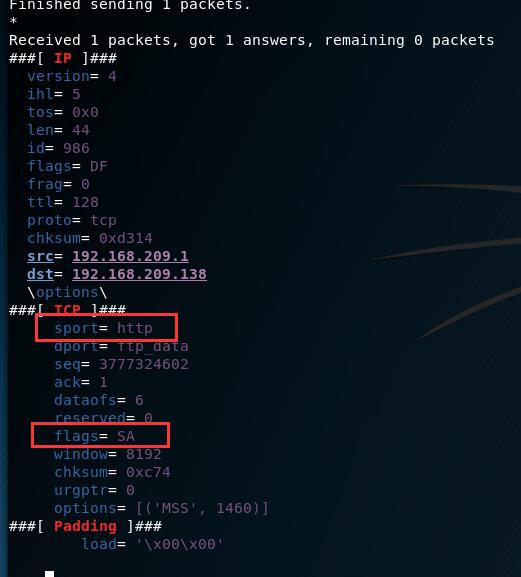 Finished sending 1 packets.
*
Received 1 packets, got 1 answers, remaining 0 packets
###[ IP ]###
version= 4
ihl= 5
tos= 0x0
len= 44
id= 986
flags= DF
frag= 0
ttl= 128
proto= tcp
chksum= 0xd314
src= 192.168.209.1
dst= 192.168.209.138
\options\
###[ TCP ]###
sport= http
dport= ftp_data
seq= 3777324602
ack= 1
dataofs= 6
reserved= 0
flags= SA
window= 8192
chksum= 0xc74
urgptr= 0
options= [('MSS', 1460)]
###[ Padding ]###
load= '\x00\x00'